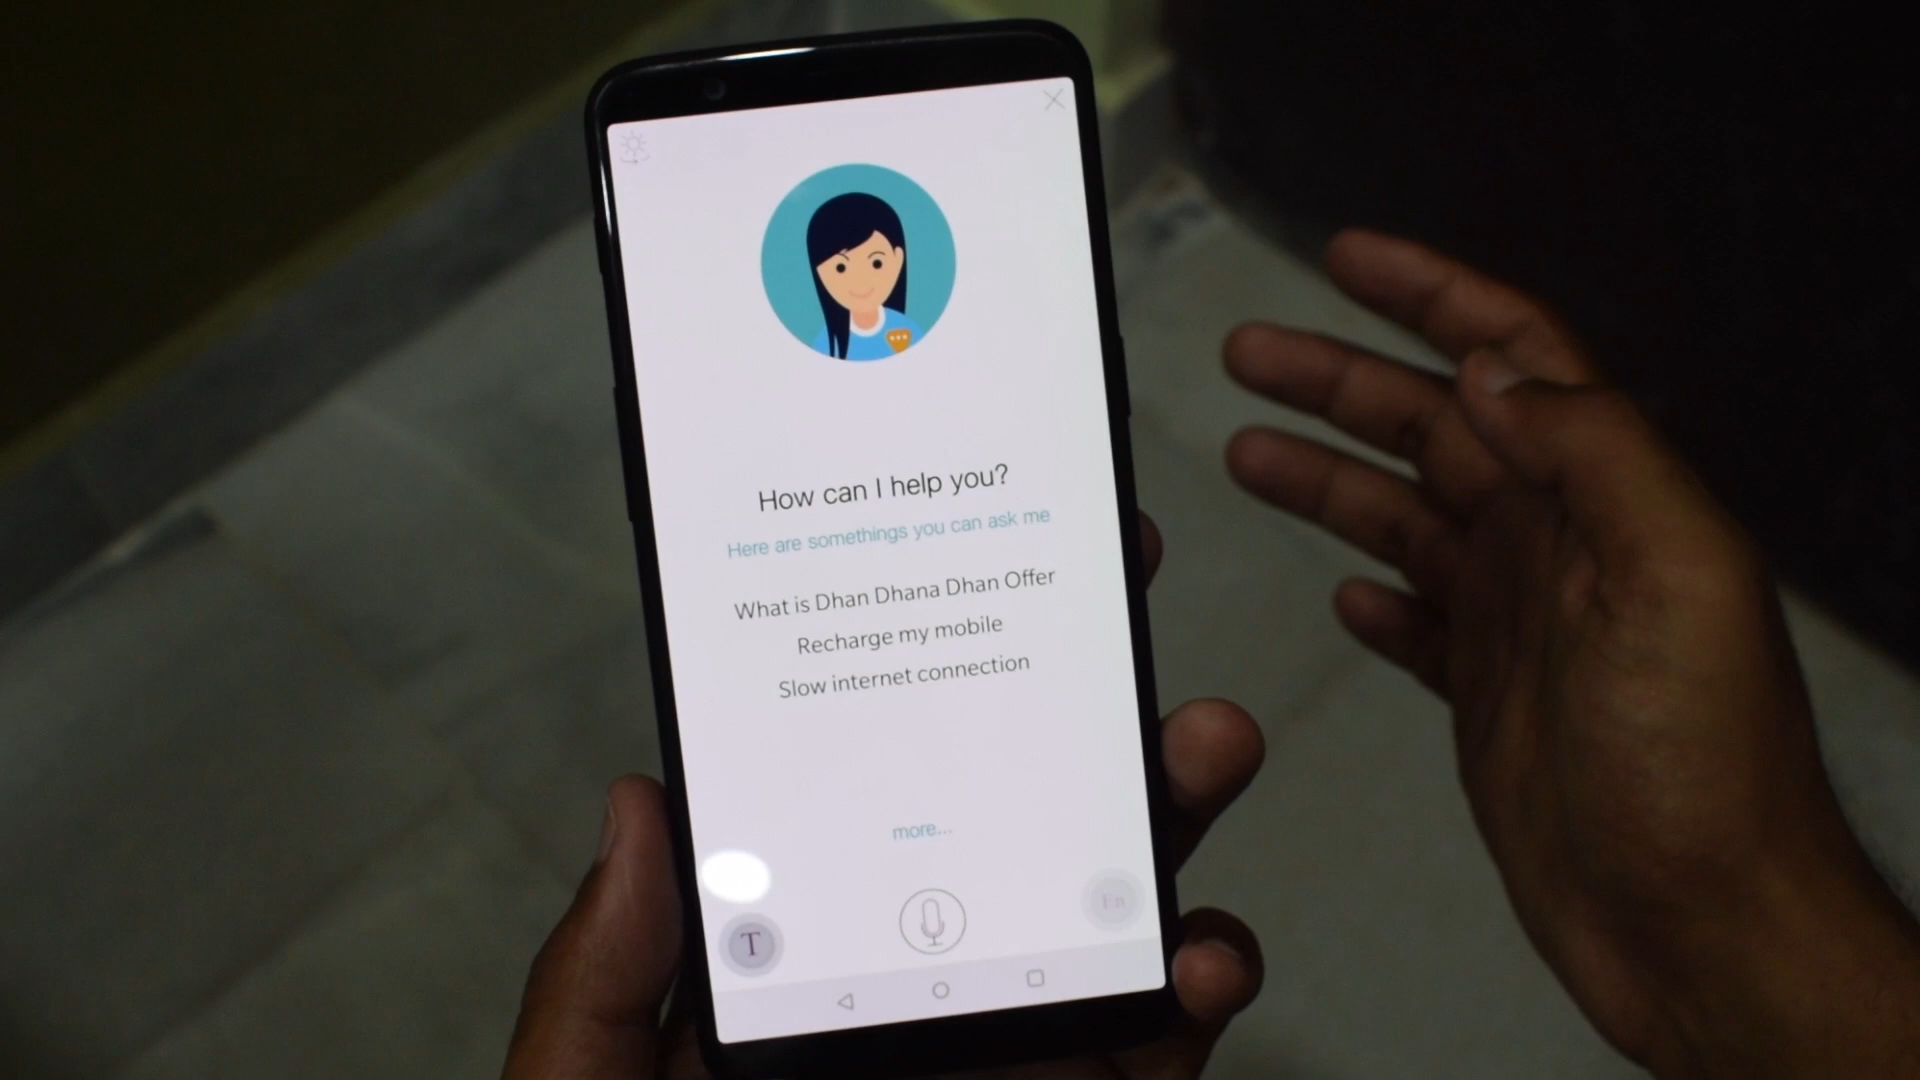 How can I help you?
Here are somethings you can ask me
What is Dhan Dhana Dhan Offer
Recharge my mobile
Slow internet connection
more...
T
En